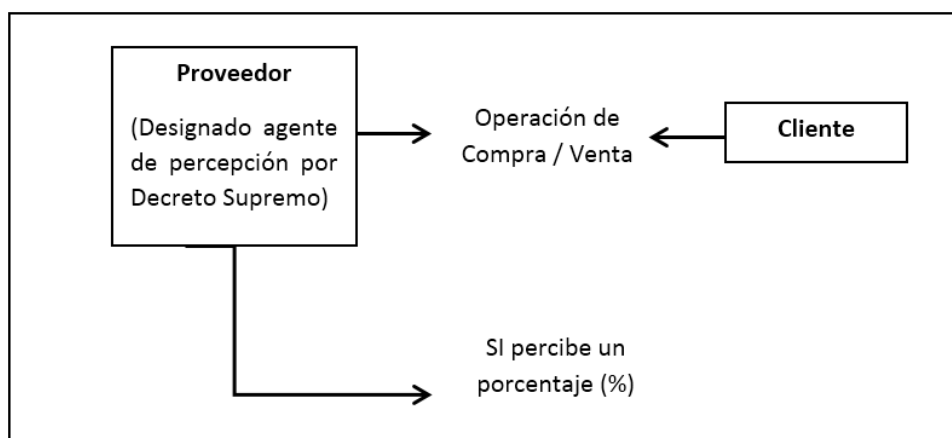 Proveedor
(Designado agente
de percepción por
Decreto Supremo)
Operación de
Compra / Venta
Cliente
SI percibe un
porcentaje (%)